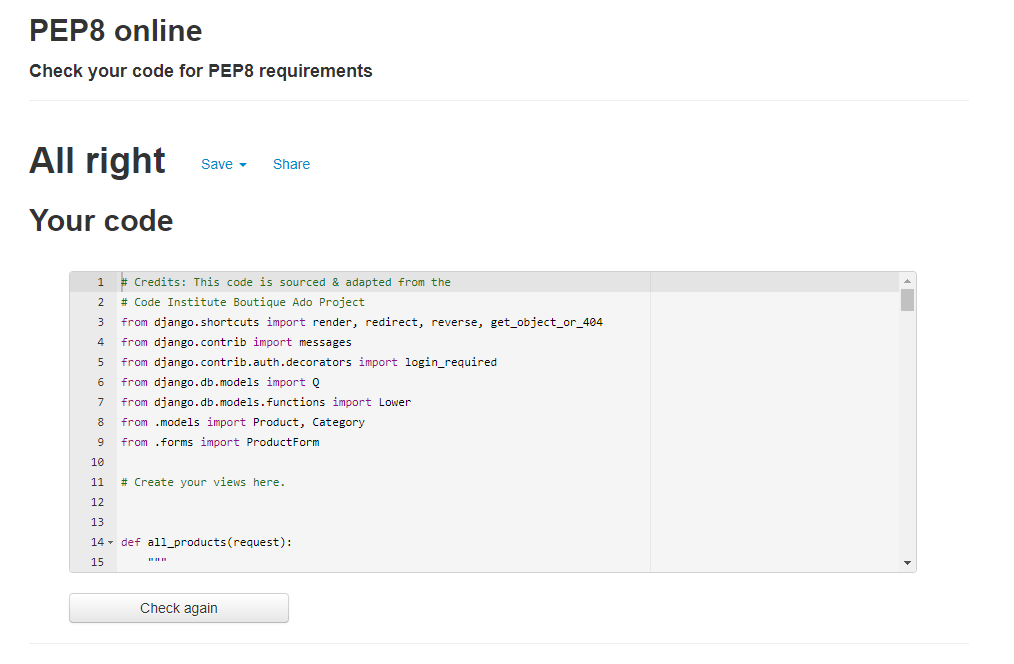 PEP8 online
Check your code for PEP8 requirements
All right Save Share
Your code
1 # Credits: This code is sourced & adapted from the
2 # Code Institute Boutique Ado Project
3 from django.shortcuts import render, redirect, reverse, get_object_or_404
4 from django.contrib import messages
5 from django.contrib.auth.decorators import login_required
6 from django.db.models import Q
7 from django.db.models.functions import Lower
8 from .models import Product, Category
9 from .forms import ProductForm
10
11 # Create your views here.
12
13
14 def all_products(request):
15     """
Check again